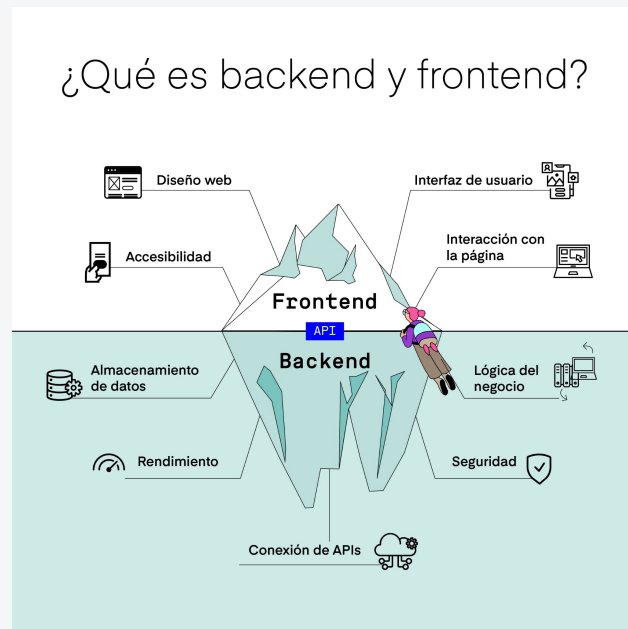 ¿Qué es backend y frontend?
Diseño web
Interfaz de usuario
Accesibilidad
Interacción con
la página
Frontend
API
Backend
Almacenamiento
de datos
Lógica del
negocio
Rendimiento
Seguridad
Conexión de APIs